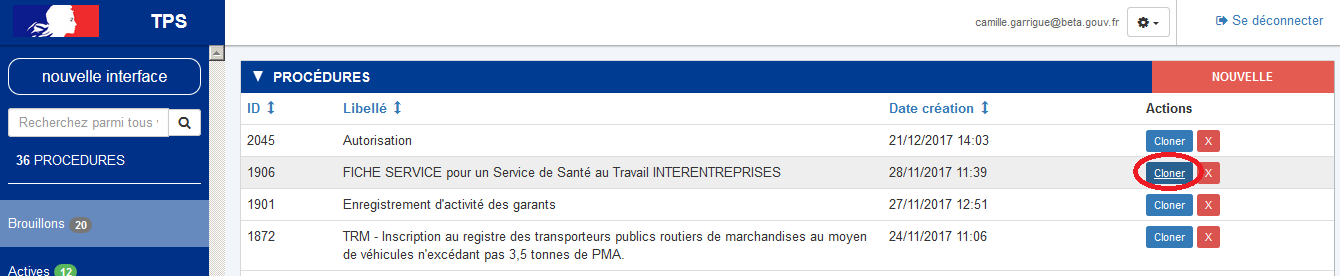 TPS
camille.garrigue@beta.gouv.fr
Se déconnecter
nouvelle interface
Recherchez parmi tous
36 PROCEDURES
Brouillons 20
Actives 12
PROCÉDURES NOUVELLE
ID Libellé Date création Actions
2045 Autorisation 21/12/2017 14:03 Cloner X
1906 FICHE SERVICE pour un Service de Santé au Travail INTERENTREPRISES 28/11/2017 11:39 Cloner X
1901 Enregistrement d'activité des garants 27/11/2017 12:51 Cloner X
1872 TRM - Inscription au registre des transporteurs publics routiers de marchandises au moyen 24/11/2017 11:06 Cloner X
de véhicules n'excédant pas 3,5 tonnes de PMA.